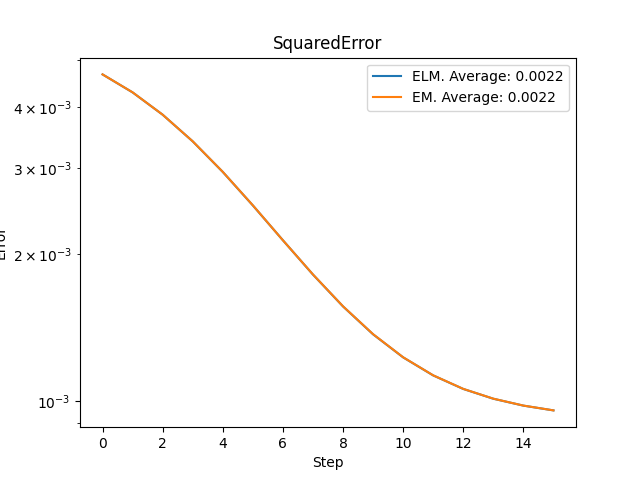 SquaredError
ELM. Average: 0.0022
EM. Average: 0.0022
4 × 10⁻³
3 × 10⁻³
2 × 10⁻³
10⁻³
Error
0 2 4 6 8 10 12 14
Step